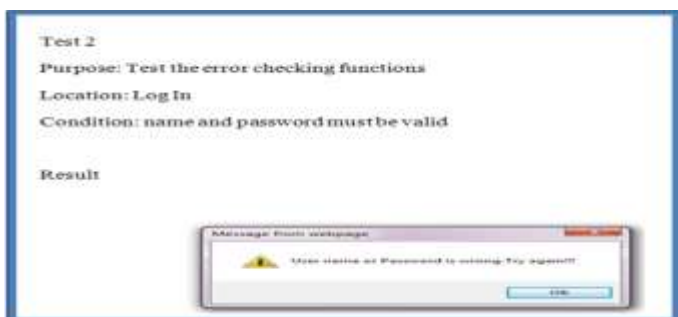 Test 2
Purpose: Test the error checking functions
Location: Log In
Condition: name and password must be valid
Result
Message from webpage
User name or Password is wrong Try again!!!
OK